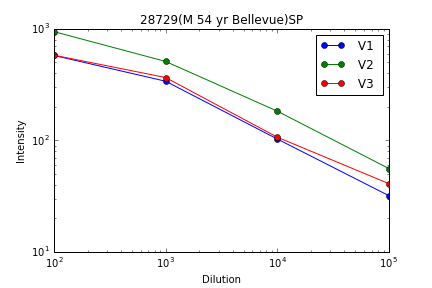 28729(M 54 yr Bellevue)SP
10³
V1
V2
V3
Intensity
10²
10¹
10² 10³ 10⁴ 10⁵
Dilution